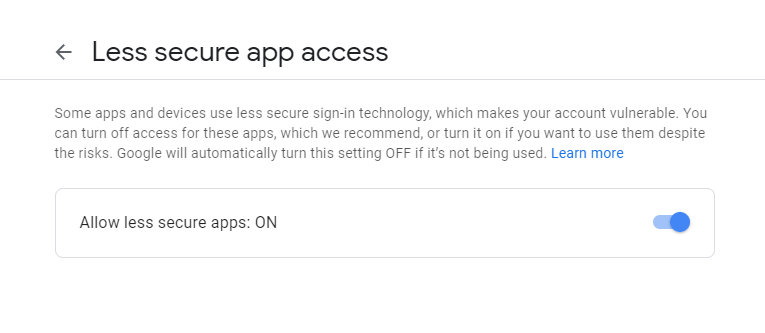 Less secure app access
Some apps and devices use less secure sign-in technology, which makes your account vulnerable. You
can turn off access for these apps, which we recommend, or turn it on if you want to use them despite
the risks. Google will automatically turn this setting OFF if it’s not being used. Learn more
Allow less secure apps: ON